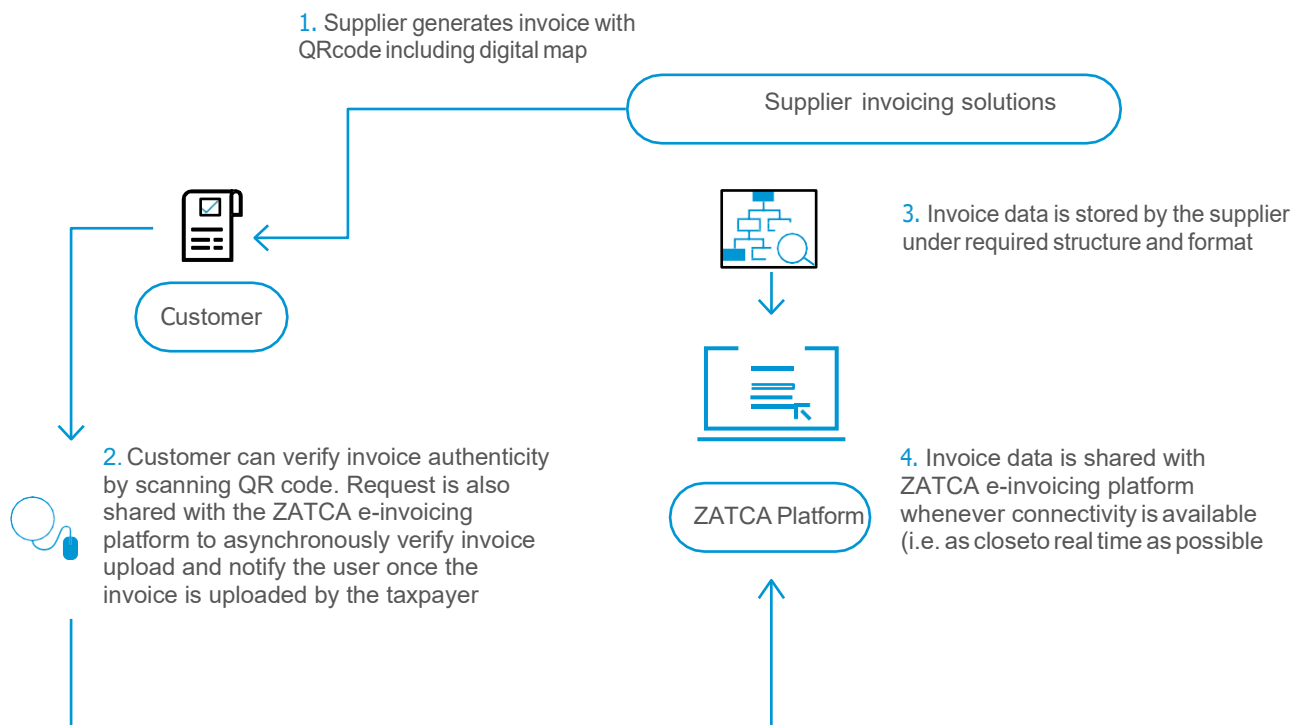 1. Supplier generates invoice with
QRcode including digital map
Supplier invoicing solutions
3. Invoice data is stored by the supplier
under required structure and format
Customer
2. Customer can verify invoice authenticity
by scanning QR code. Request is also
shared with the ZATCA e-invoicing
platform to asynchronously verify invoice
upload and notify the user once the
invoice is uploaded by the taxpayer
ZATCA Platform
4. Invoice data is shared with
ZATCA e-invoicing platform
whenever connectivity is available
(i.e. as closeto real time as possible